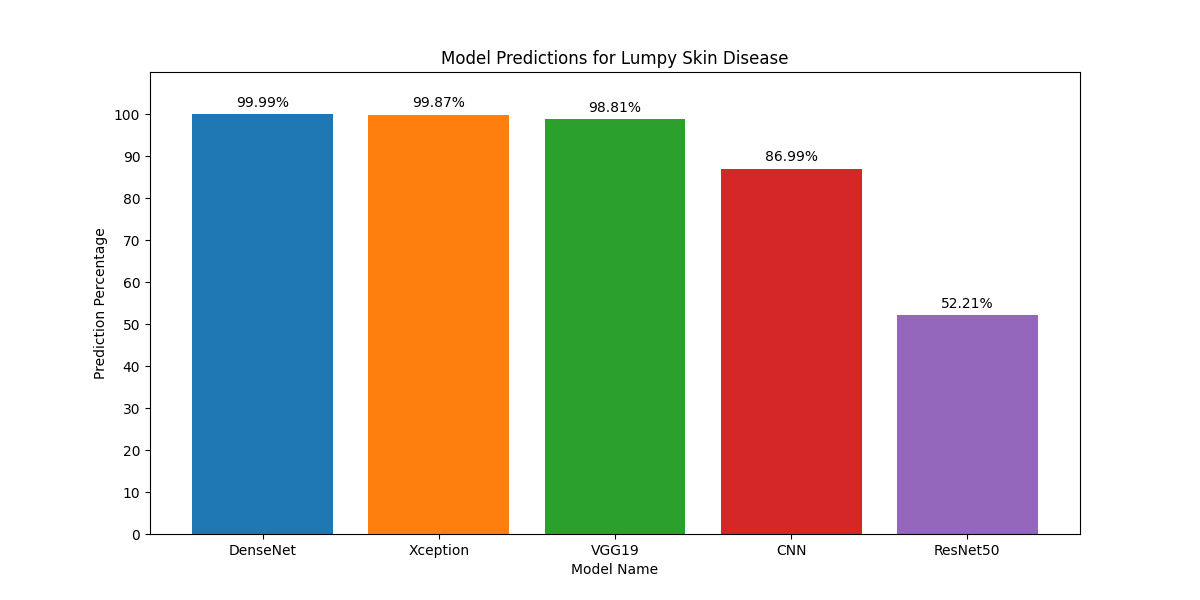 Model Predictions for Lumpy Skin Disease
99.99%
99.87%
98.81%
86.99%
52.21%
Prediction Percentage
100
90
80
70
60
50
40
30
20
10
0
DenseNet
Xception
VGG19
CNN
ResNet50
Model Name